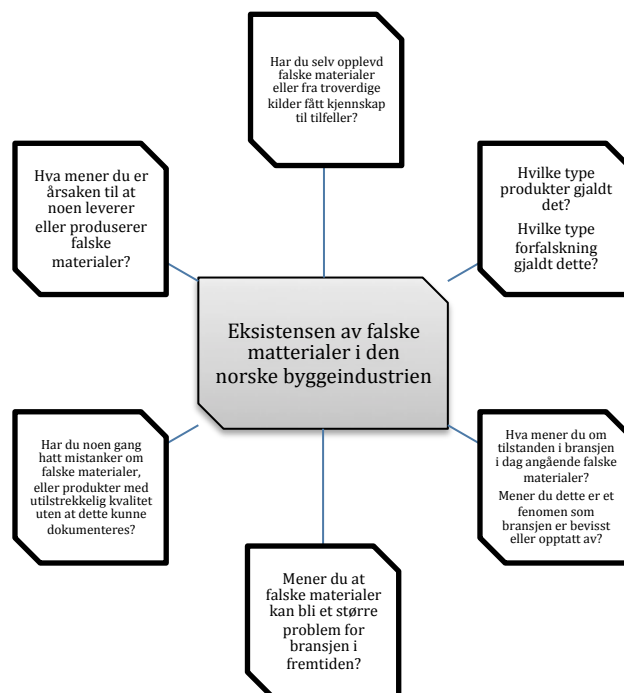 Har du selv opplevd
falske materialer
eller fra troverdige
kilder fått kjennskap
til tilfeller?
Hva mener du er
årsaken til at
noen leverer
eller produserer
falske
materialer?
Hvilke type
produkter gjaldt
det?
Hvilke type
forfalskning
gjaldt dette?
Eksistensen av falske
matterialer i den
norske byggeindustrien
Har du noen gang
hatt mistanker om
falske materialer,
eller produkter med
utilstrekkelig kvalitet
uten at dette kunne
dokumenteres?
Hva mener du om
tilstanden i bransjen
i dag angående falske
materialer?
Mener du dette er et
fenomen som
bransjen er bevisst
eller opptatt av?
Mener du at
falske materialer
kan bli et større
problem for
bransjen i
fremtiden?